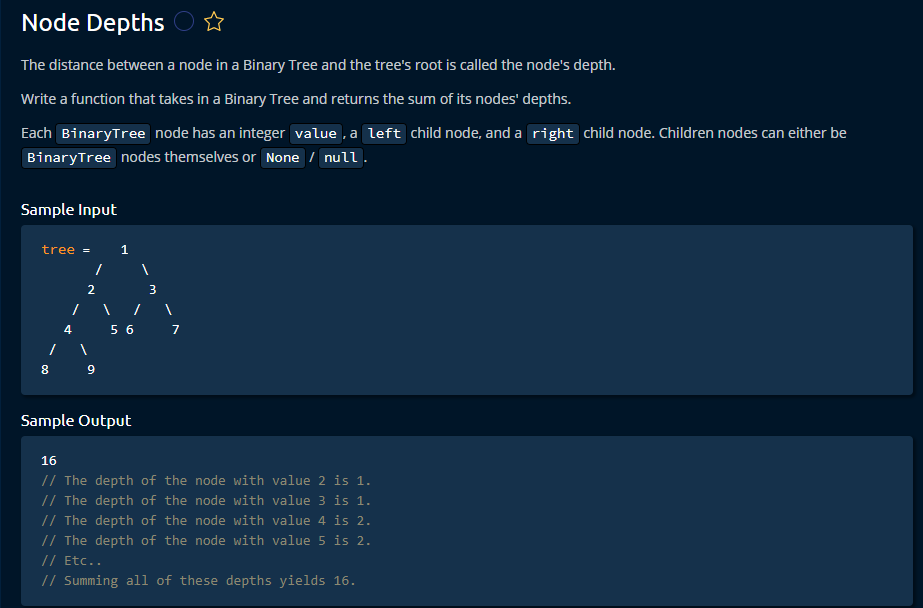 Node Depths
The distance between a node in a Binary Tree and the tree's root is called the node's depth.
Write a function that takes in a Binary Tree and returns the sum of its nodes' depths.
Each BinaryTree node has an integer value, a left child node, and a right child node. Children nodes can either be
BinaryTree nodes themselves or None / null.
Sample Input
tree =    1
       /     \
      2       3
    /   \   /   \
   4     5 6     7
 /   \
8     9
Sample Output
16
// The depth of the node with value 2 is 1.
// The depth of the node with value 3 is 1.
// The depth of the node with value 4 is 2.
// The depth of the node with value 5 is 2.
// Etc..
// Summing all of these depths yields 16.